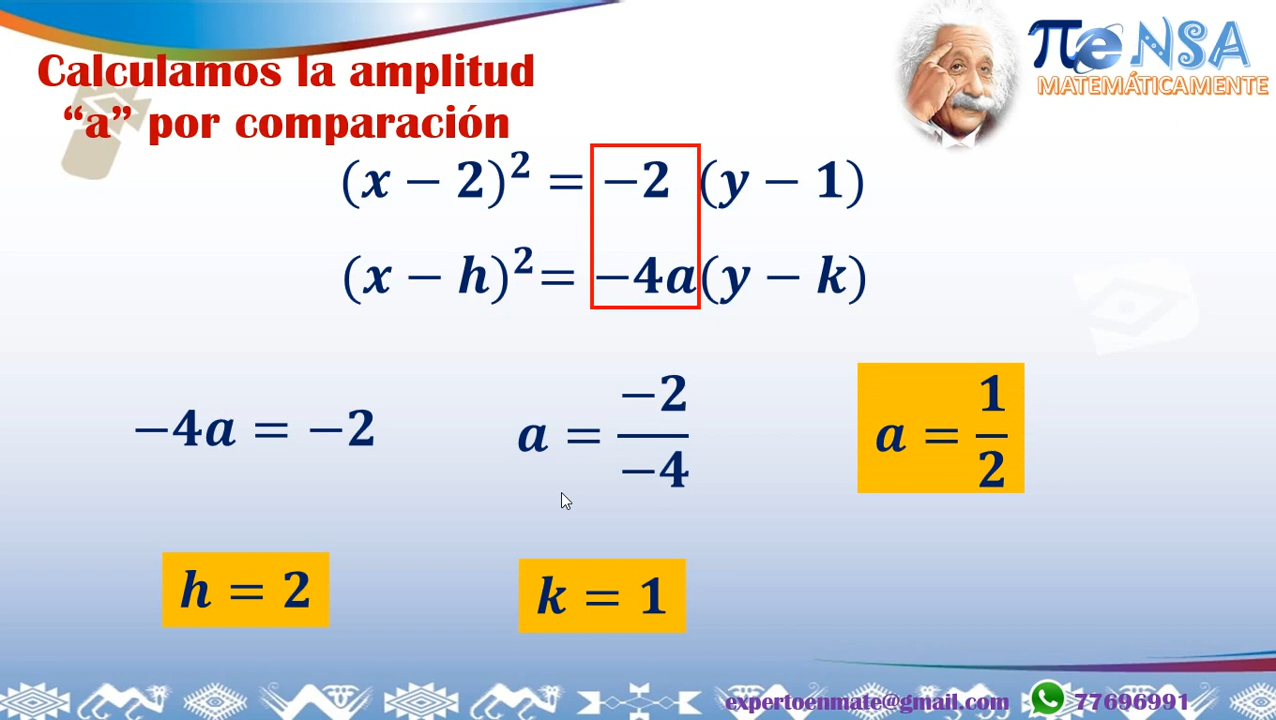 Calculamos la amplitud
“a” por comparación
πeNSA
MATEMÁTICAMENTE
(x − 2)² = −2 (y − 1)
(x − h)² = −4a(y − k)
−4a = −2
a = −2/−4
a = 1/2
h = 2
k = 1
expertoenmate@gmail.com 77696991